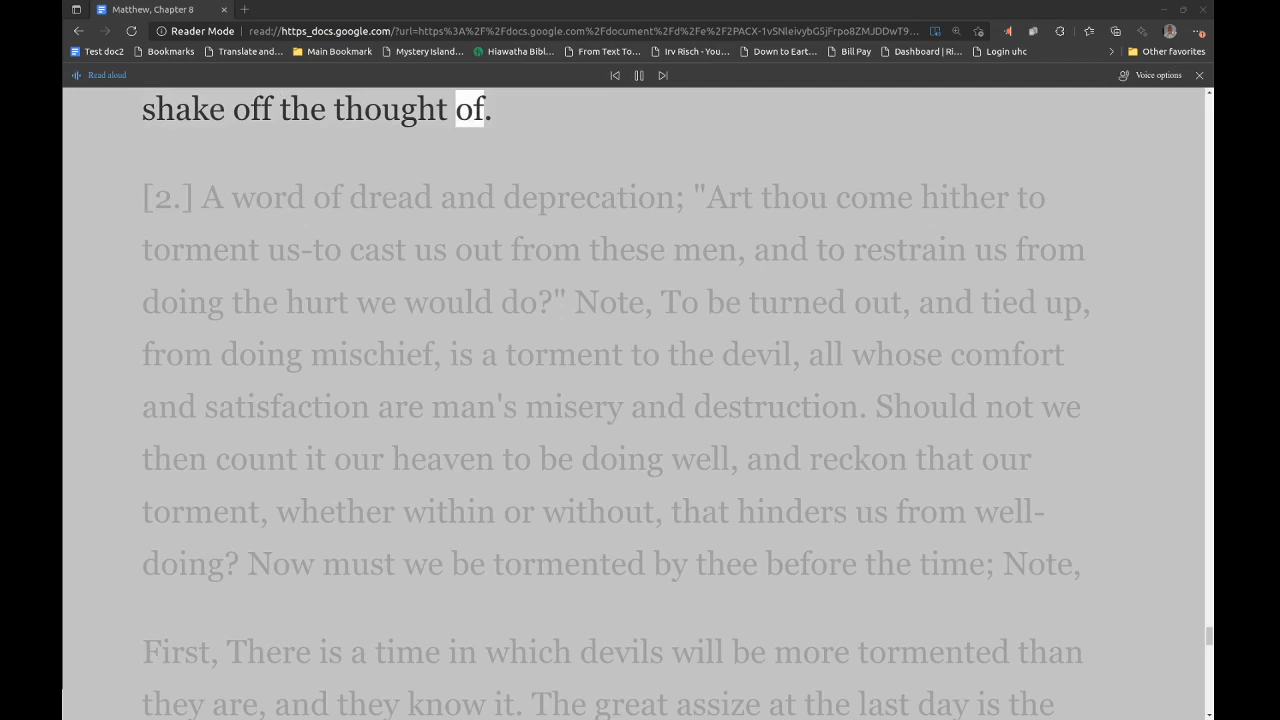 Matthew, Chapter 8
Reader Mode read://https_docs.google.com/?url=https%3A%2F%2Fdocs.google.com%2Fdocument%2Fd%2Fe%2F2PACX-1vSNleivybG5jFrpo8ZMJDDwT9...
Test doc2 Bookmarks Translate and... Main Bookmark Mystery Island... Hiawatha Bibl... From Text To... Irv Risch - You... Down to Eart... Bill Pay Dashboard | Ri... Login uhc Other favorites
Read aloud Voice options
shake off the thought of.
[2.] A word of dread and deprecation; "Art thou come hither to
torment us-to cast us out from these men, and to restrain us from
doing the hurt we would do?" Note, To be turned out, and tied up,
from doing mischief, is a torment to the devil, all whose comfort
and satisfaction are man's misery and destruction. Should not we
then count it our heaven to be doing well, and reckon that our
torment, whether within or without, that hinders us from well-
doing? Now must we be tormented by thee before the time; Note,
First, There is a time in which devils will be more tormented than
they are, and they know it. The great assize at the last day is the